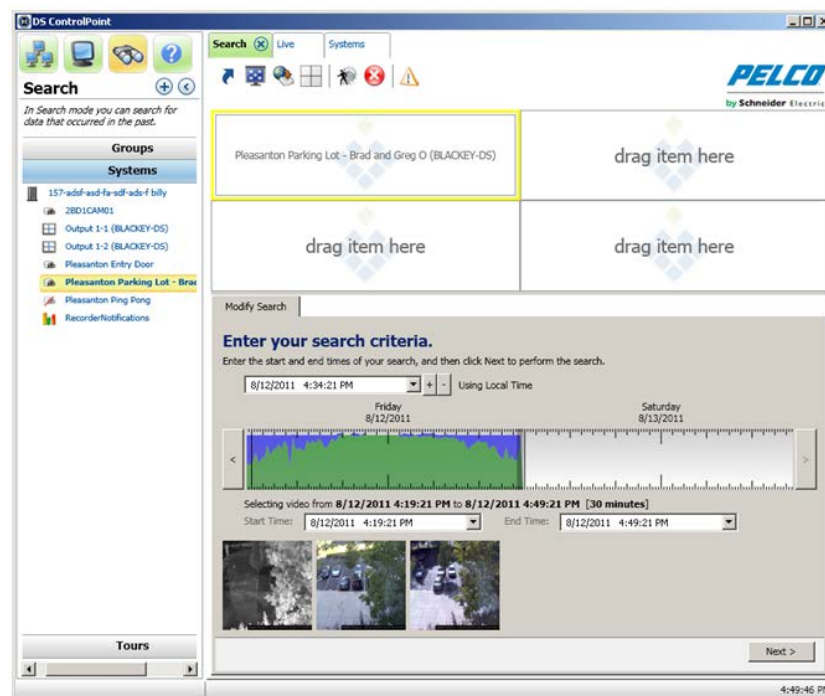 DS ControlPoint
Search
Live
Systems
Search
In Search mode you can search for
data that occurred in the past.
Groups
Systems
157-adsf-asd-fa-sdf-ads-f billy
2BD1CAM01
Output 1-1 (BLACKEY-DS)
Output 1-2 (BLACKEY-DS)
Pleasanton Entry Door
Pleasanton Parking Lot - Brad
Pleasanton Ping Pong
RecorderNotifications
Tours
PELCO
by Schneider Electric
Pleasanton Parking Lot - Brad and Greg O (BLACKEY-DS)
drag item here
drag item here
drag item here
Modify Search
Enter your search criteria.
Enter the start and end times of your search, and then click Next to perform the search.
8/12/2011 4:34:21 PM
+ -
Using Local Time
Friday
8/12/2011
Saturday
8/13/2011
<
>
Selecting video from 8/12/2011 4:19:21 PM to 8/12/2011 4:49:21 PM [30 minutes]
Start Time: 8/12/2011 4:19:21 PM
End Time: 8/12/2011 4:49:21 PM
Next >
4:49:46 PM